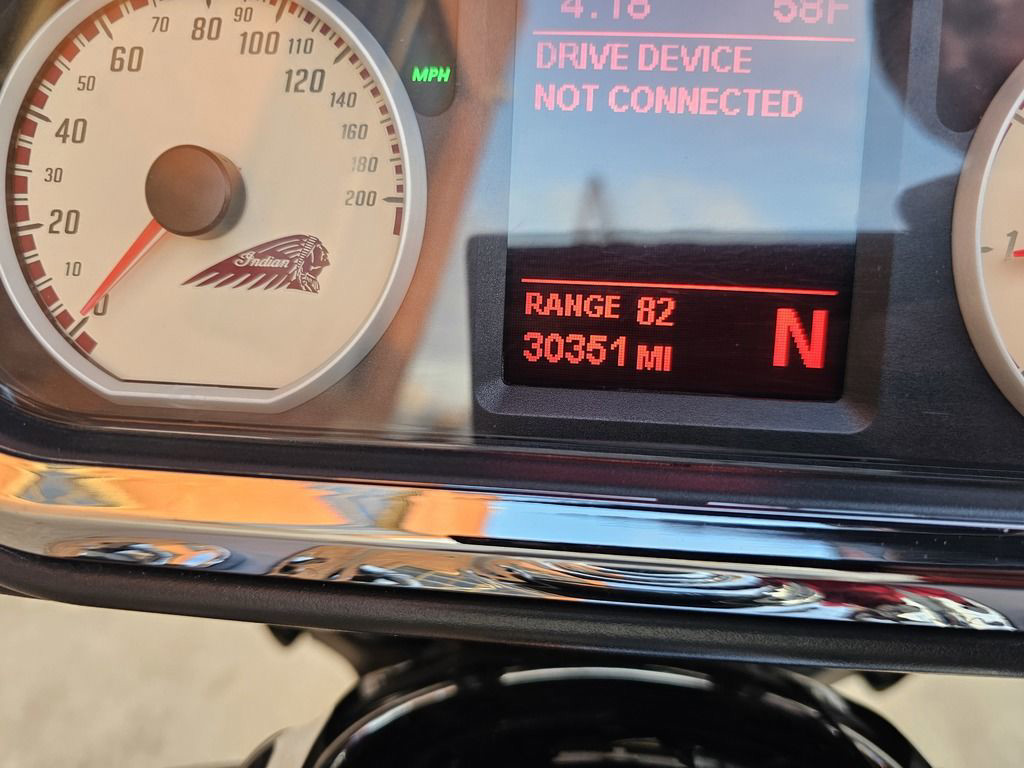 4:18 58F
DRIVE DEVICE
NOT CONNECTED
MPH
0
10
20
30
40
50
60
70
80
90
100
110
120
140
160
180
200
Indian
RANGE 82
30351 MI
N
1